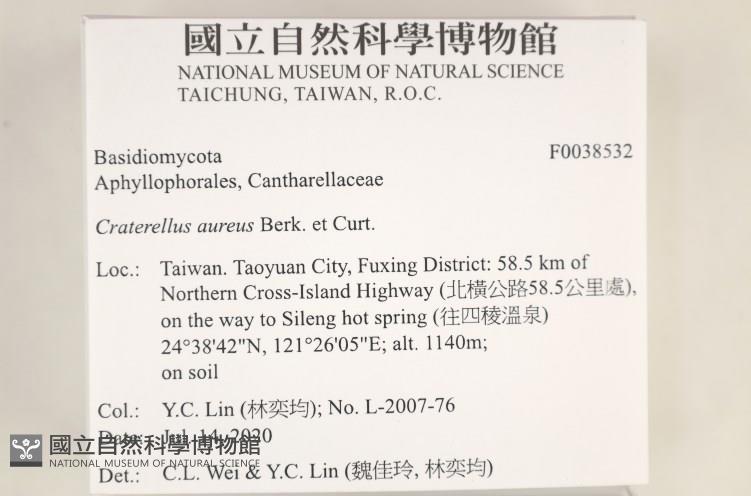 國立自然科學博物館
NATIONAL MUSEUM OF NATURAL SCIENCE
TAICHUNG, TAIWAN, R.O.C.
Basidiomycota F0038532
Aphyllophorales, Cantharellaceae
Craterellus aureus Berk. et Curt.
Loc.: Taiwan. Taoyuan City, Fuxing District: 58.5 km of
Northern Cross-Island Highway (北橫公路58.5公里處),
on the way to Sileng hot spring (往四稜溫泉)
24°38'42"N, 121°26'05"E; alt. 1140m;
on soil
Col.: Y.C. Lin (林奕均); No. L-2007-76
Date: Jul. 14, 2020
國立自然科學博物館
NATIONAL MUSEUM OF NATURAL SCIENCE
Det.: C.L. Wei & Y.C. Lin (魏佳玲, 林奕均)